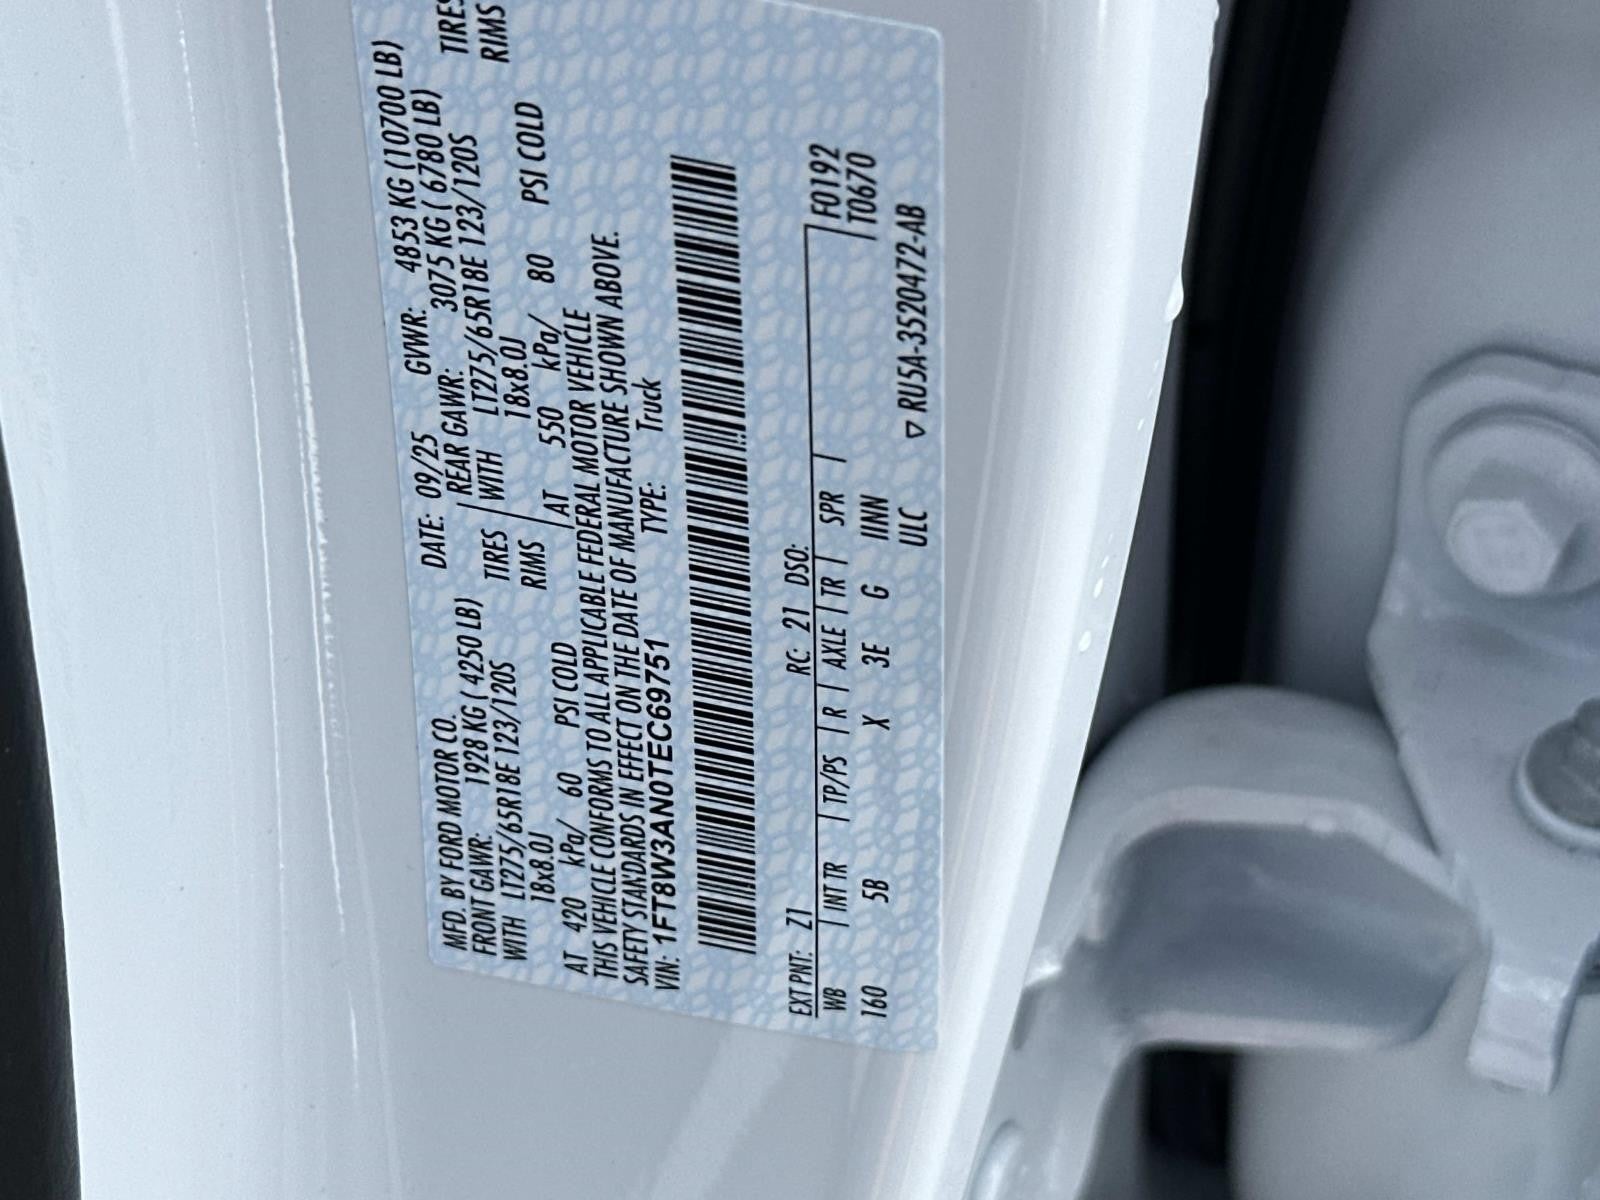 MFD. BY FORD MOTOR CO. DATE: 09/25 GVWR: 4853 KG (10700 LB)
FRONT GAWR: 1928 KG ( 4250 LB) REAR GAWR: 3075 KG ( 6780 LB)
WITH LT275/65R18E 123/120S TIRES WITH LT275/65R18E 123/120S TIRES
18x8.0J RIMS 18x8.0J RIMS
AT 420 kPa/ 60 PSI COLD AT 550 kPa/ 80 PSI COLD
THIS VEHICLE CONFORMS TO ALL APPLICABLE FEDERAL MOTOR VEHICLE
SAFETY STANDARDS IN EFFECT ON THE DATE OF MANUFACTURE SHOWN ABOVE.
VIN: 1FT8W3AN0TEC69751 TYPE: Truck
EXT PNT: Z1 RC: 21 DSO: F0192
WB INT TR TP/PS R AXLE TR SPR T0670
160 5B X 3E G IINN
ULC ▽ RU5A-3520472-AB